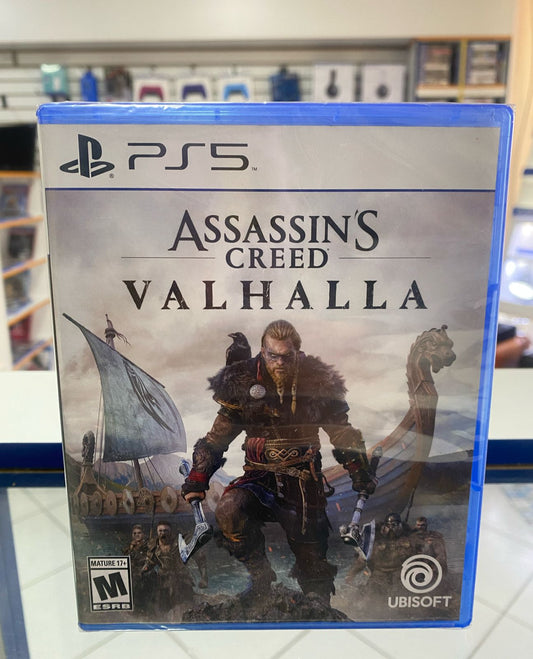 PS5
ASSASSIN'S
CREED
VALHALLA
MATURE 17+
M
ESRB
UBISOFT